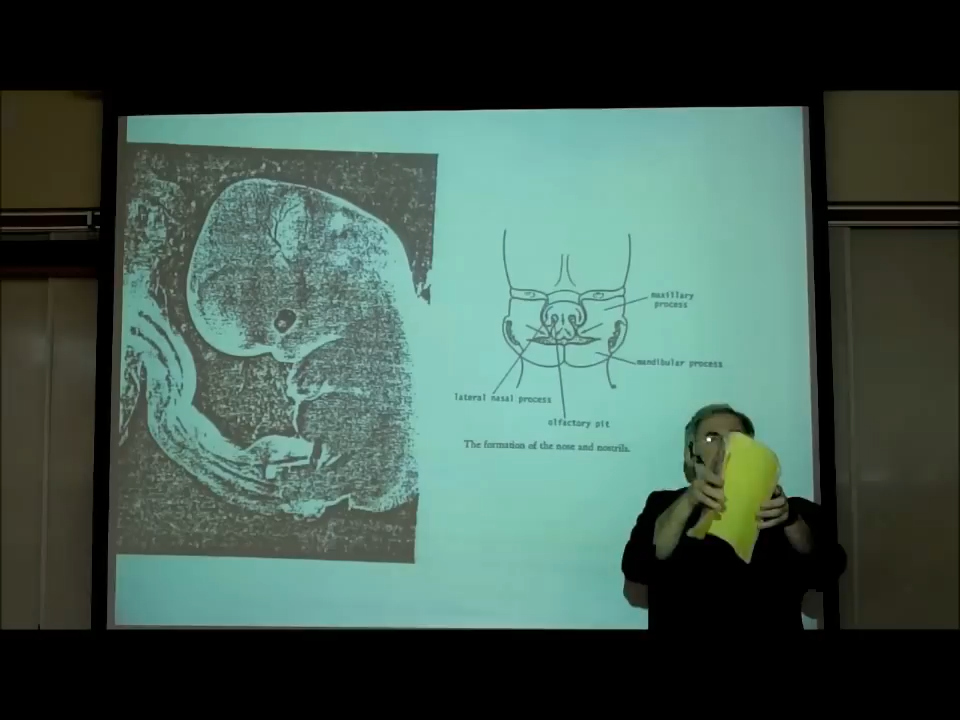 maxillary
process
mandibular process
lateral nasal process
olfactory pit
The formation of the nose and nostrils.